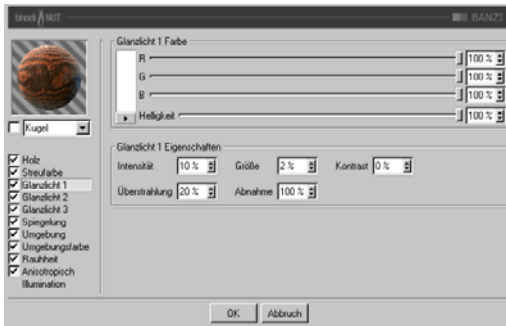 bhodiNUT
BANZI
Glanzlicht 1 Farbe
R 100 %
G 100 %
B 100 %
Helligkeit 100 %
Kugel
Holz
Streufarbe
Glanzlicht 1
Glanzlicht 2
Glanzlicht 3
Spiegelung
Umgebung
Umgebungsfarbe
Rauhheit
Anisotropisch
Illumination
Glanzlicht 1 Eigenschaften
Intensität 10 % Größe 2 % Kontrast 0 %
Überstrahlung 20 % Abnahme 100 %
OK Abbruch